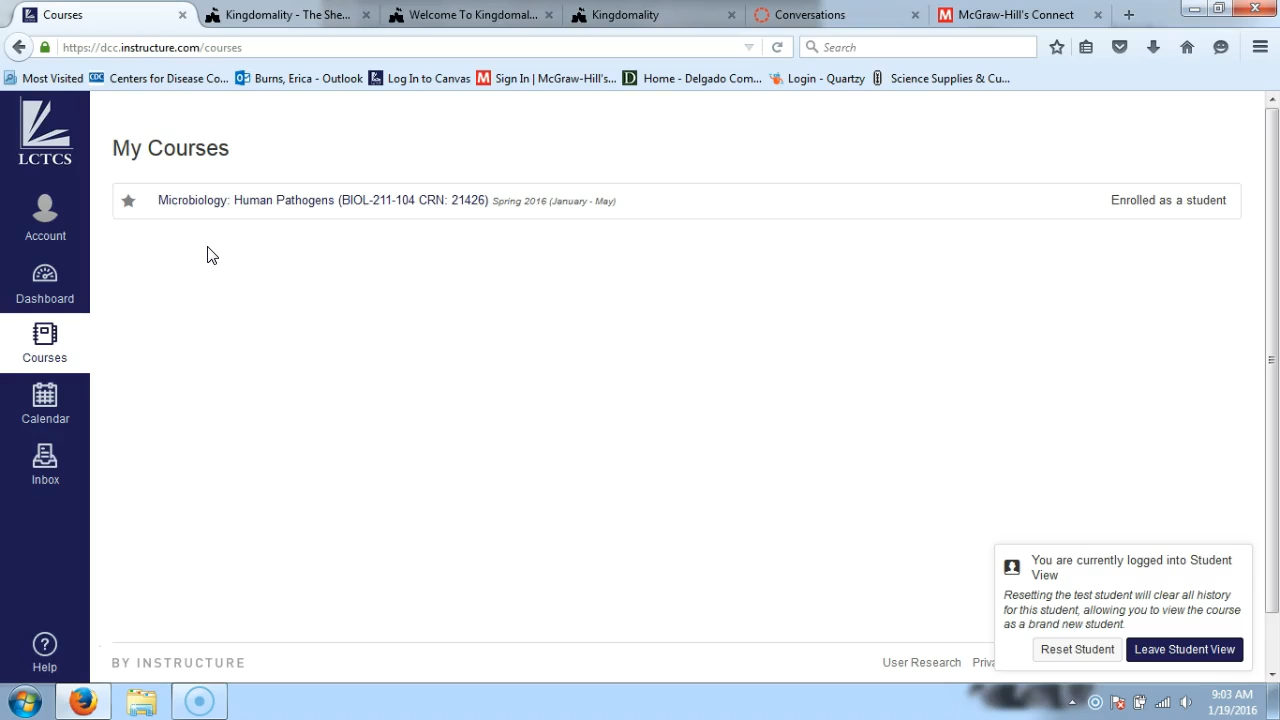 Courses
Kingdomality - The She...
Welcome To Kingdomal...
Kingdomality
Conversations
McGraw-Hill's Connect
https://dcc.instructure.com/courses
Search
Most Visited
CDC Centers for Disease Co...
Burns, Erica - Outlook
Log In to Canvas
M Sign In | McGraw-Hill's...
D Home - Delgado Com...
Login - Quartzy
Science Supplies & Cu...
LCTCS
Account
Dashboard
Courses
Calendar
Inbox
Help
My Courses
Microbiology: Human Pathogens (BIOL-211-104 CRN: 21426) Spring 2016 (January - May)
Enrolled as a student
You are currently logged into Student
View
Resetting the test student will clear all history
for this student, allowing you to view the course
as a brand new student.
Reset Student
Leave Student View
BY INSTRUCTURE
User Research
Priva
9:03 AM
1/19/2016